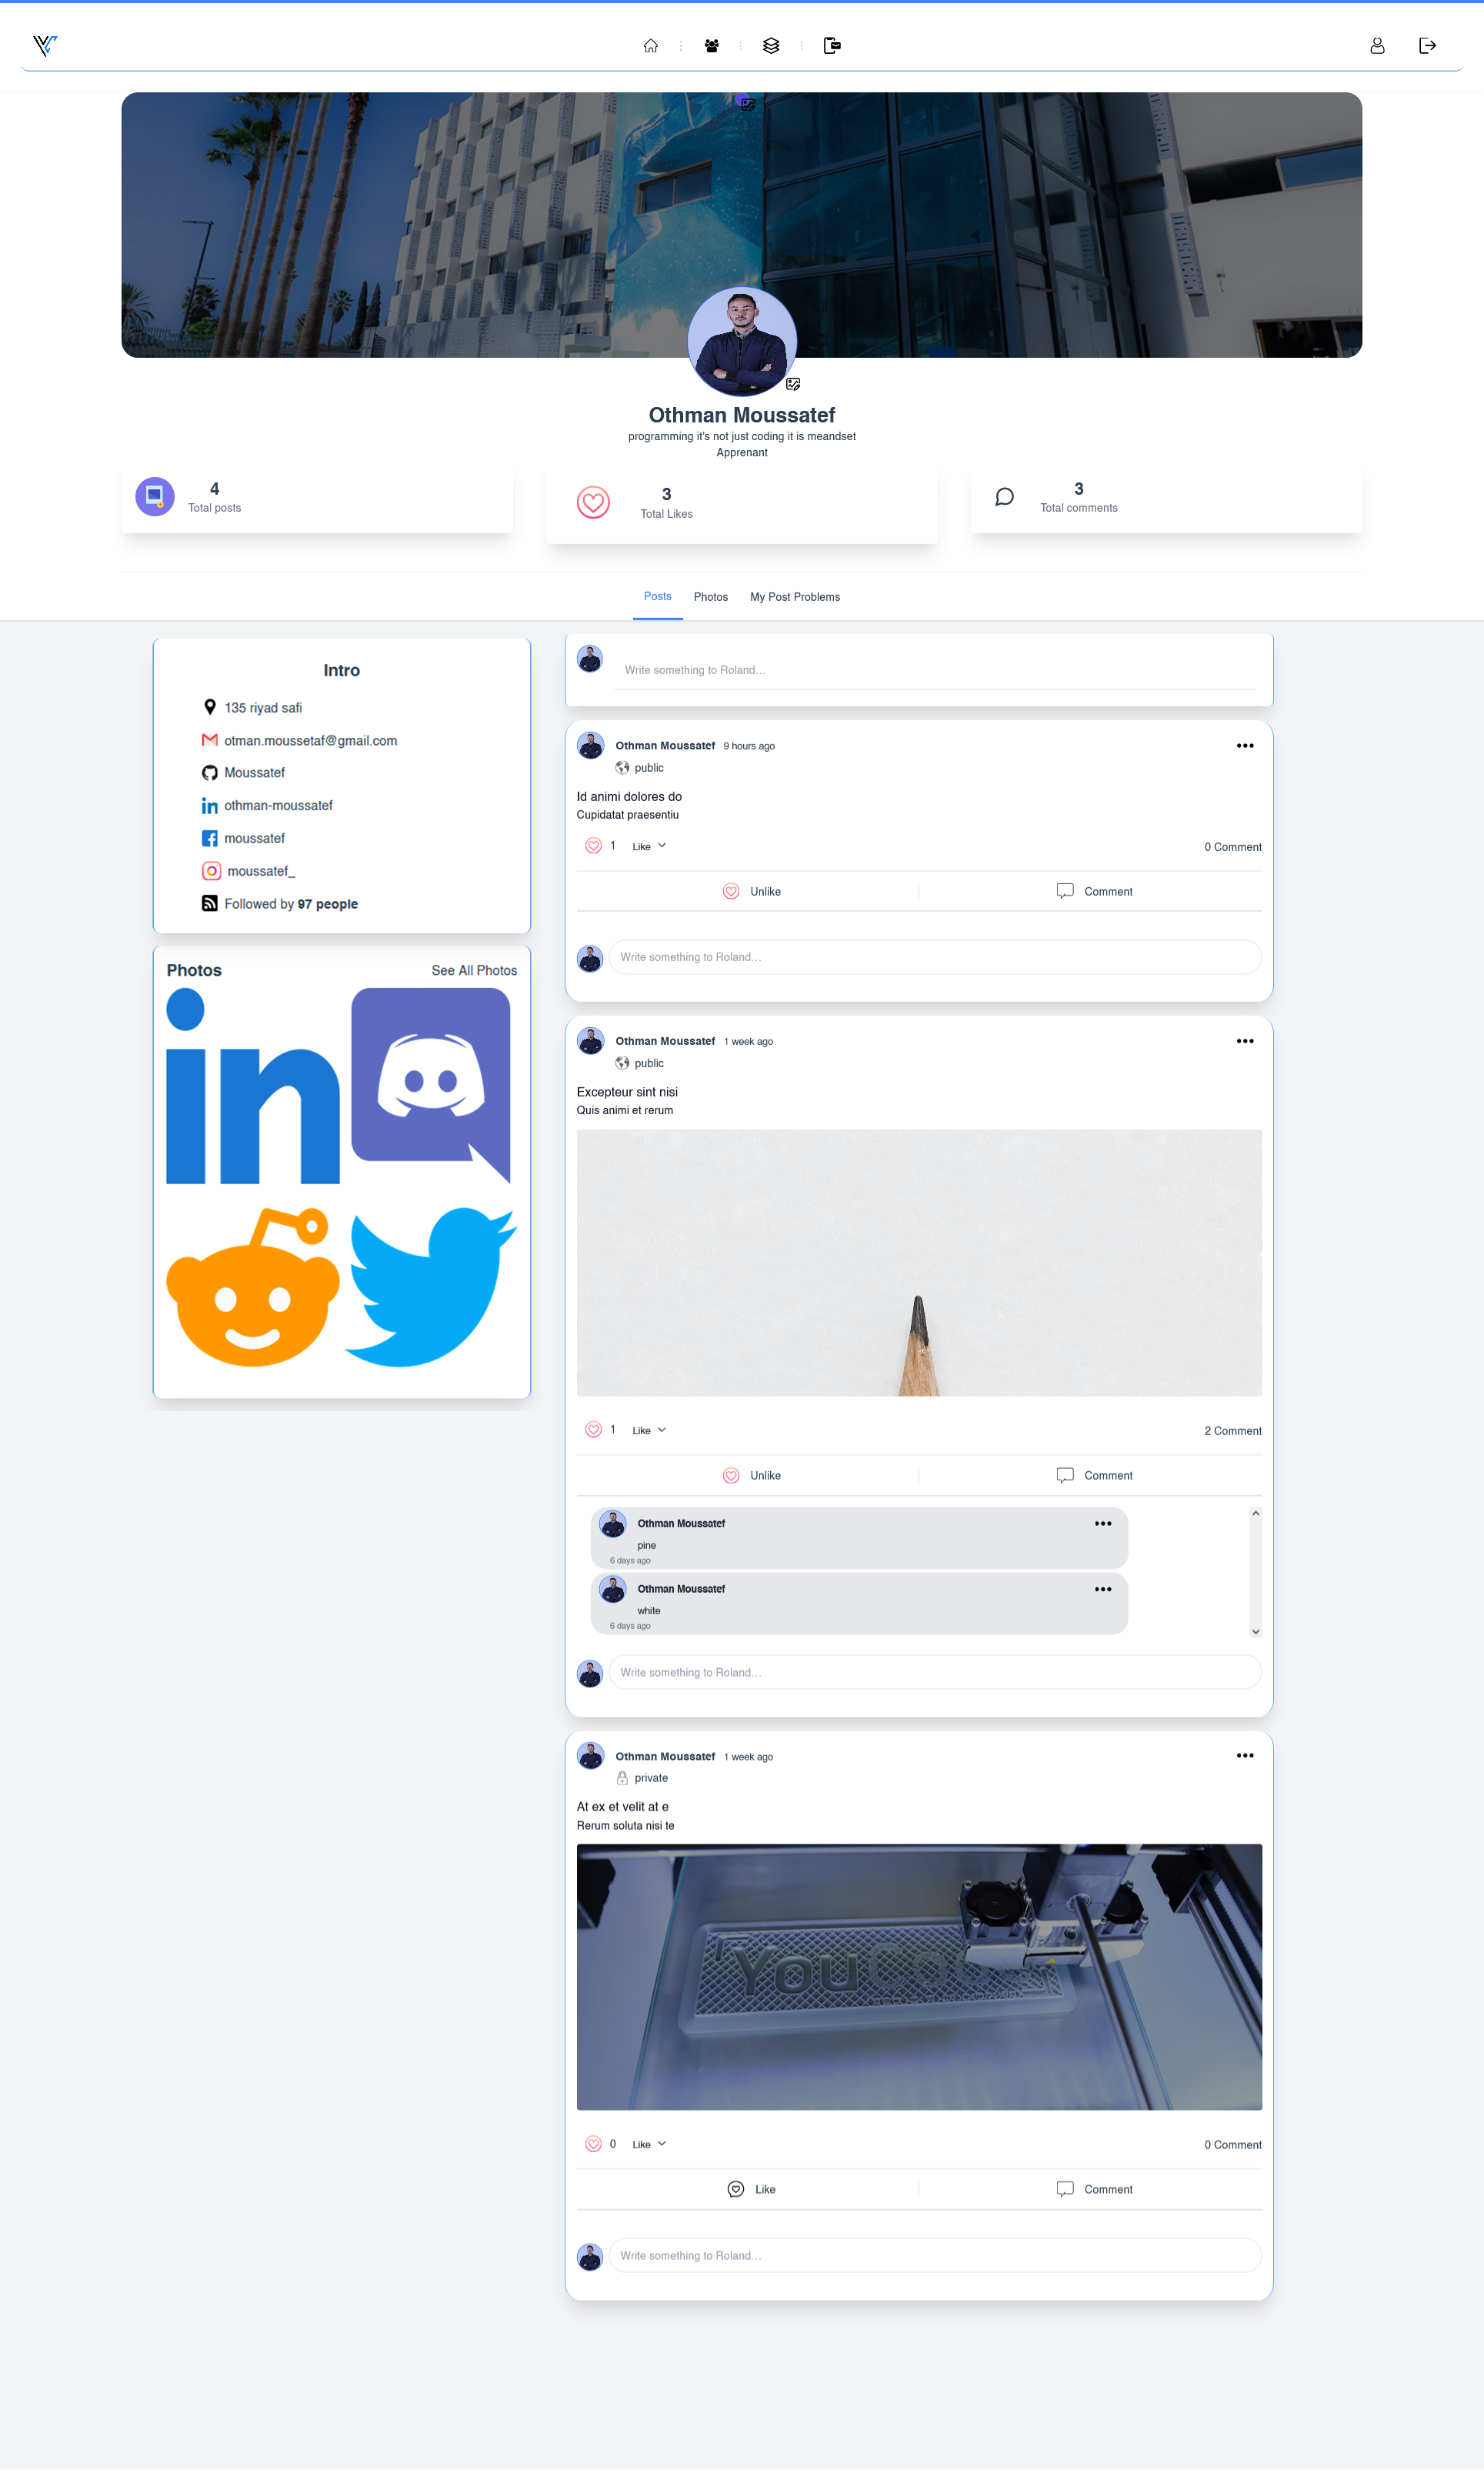 Othman Moussatef
programming it's not just coding it is meandset
Apprenant
4
Total posts
3
Total Likes
3
Total comments
Posts
Photos
My Post Problems
Intro
135 riyad safi
otman.moussetaf@gmail.com
Moussatef
othman-moussatef
moussatef
moussatef_
Followed by 97 people
Photos
See All Photos
in
Write something to Roland...
Othman Moussatef 9 hours ago
public
Id animi dolores do
Cupidatat praesentiu
1 Like
0 Comment
Unlike
Comment
Write something to Roland...
Othman Moussatef 1 week ago
public
Excepteur sint nisi
Quis animi et rerum
1 Like
2 Comment
Unlike
Comment
Othman Moussatef
pine
6 days ago
Othman Moussatef
white
6 days ago
Write something to Roland...
Othman Moussatef 1 week ago
private
At ex et velit at e
Rerum soluta nisi te
0 Like
0 Comment
Like
Comment
Write something to Roland...